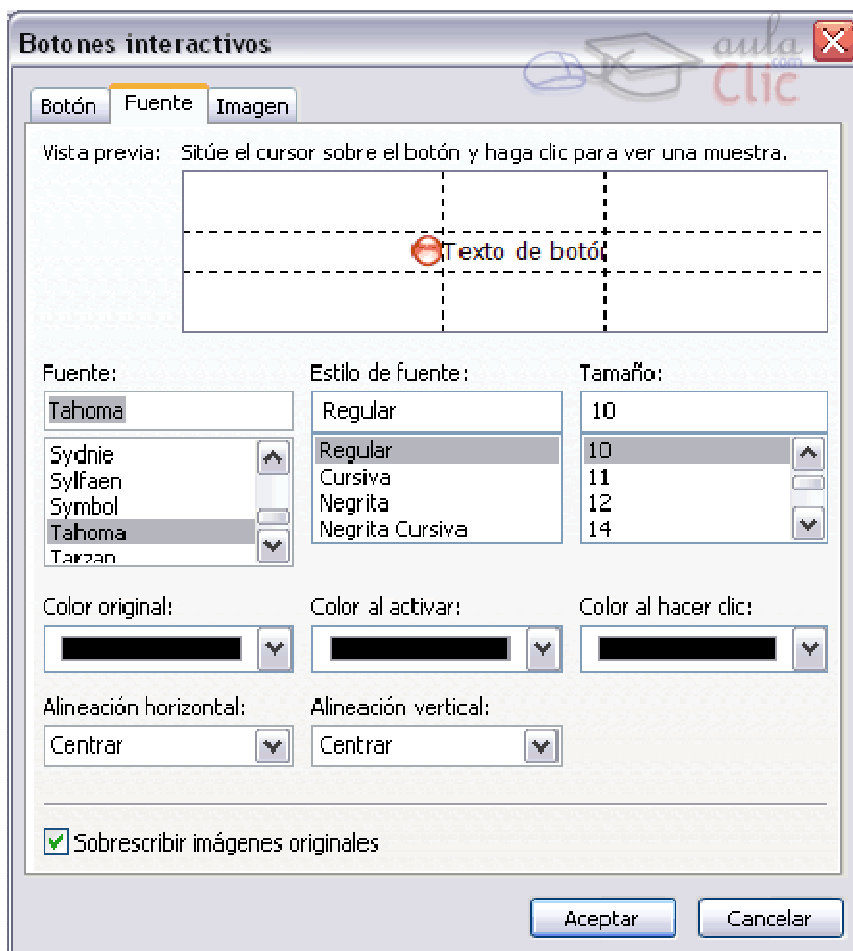 Botones interactivos
aula
.com
Clic
Botón Fuente Imagen
Vista previa: Sitúe el cursor sobre el botón y haga clic para ver una muestra.
Texto de botón
Fuente: Estilo de fuente: Tamaño:
Tahoma Regular 10
Sydnie Regular 10
Sylfaen Cursiva 11
Symbol Negrita 12
Tahoma Negrita Cursiva 14
Tarzan
Color original: Color al activar: Color al hacer clic:
Alineación horizontal: Alineación vertical:
Centrar Centrar
Sobrescribir imágenes originales
Aceptar Cancelar